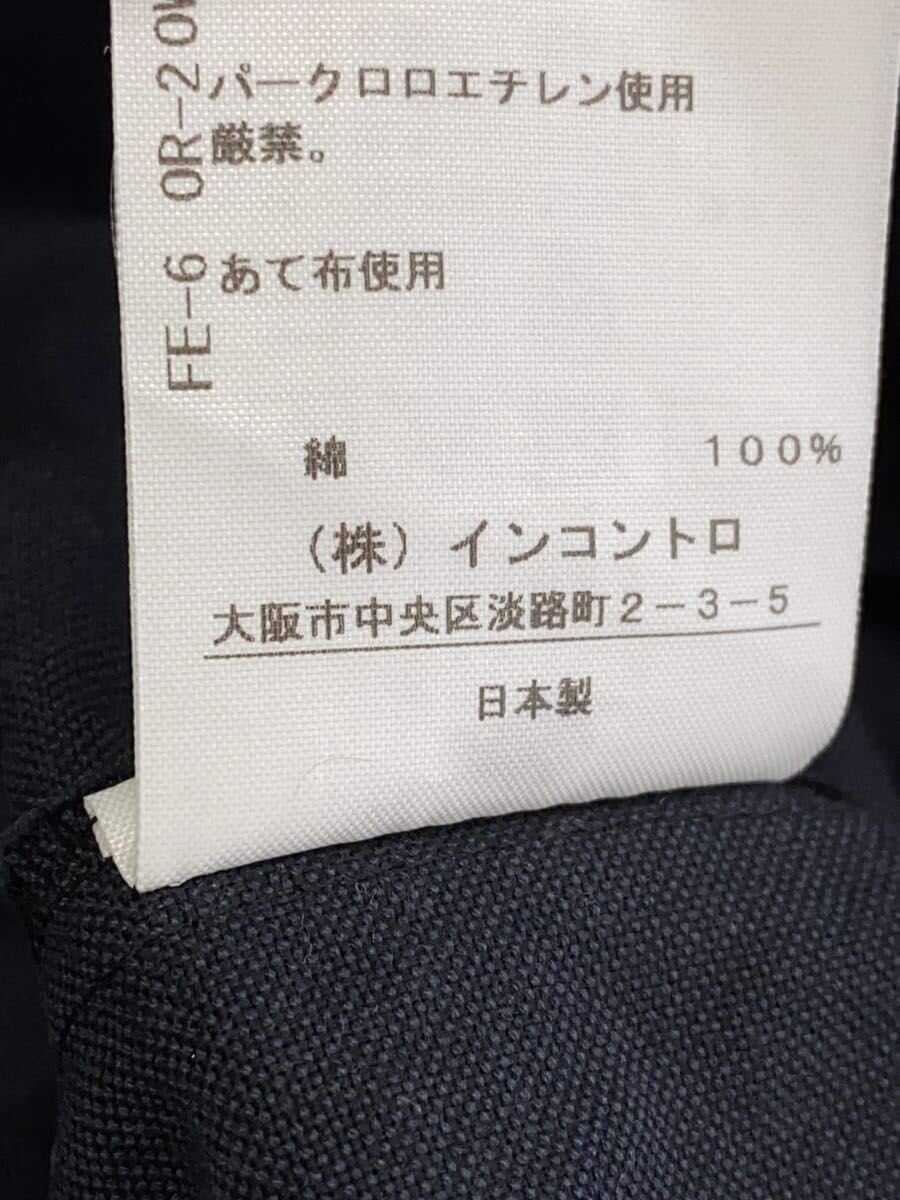 パークロロエチレン使用
厳禁。
あて布使用
綿 100%
（株）インコントロ
大阪市中央区淡路町2－3－5
日本製
FE-6 OR-20